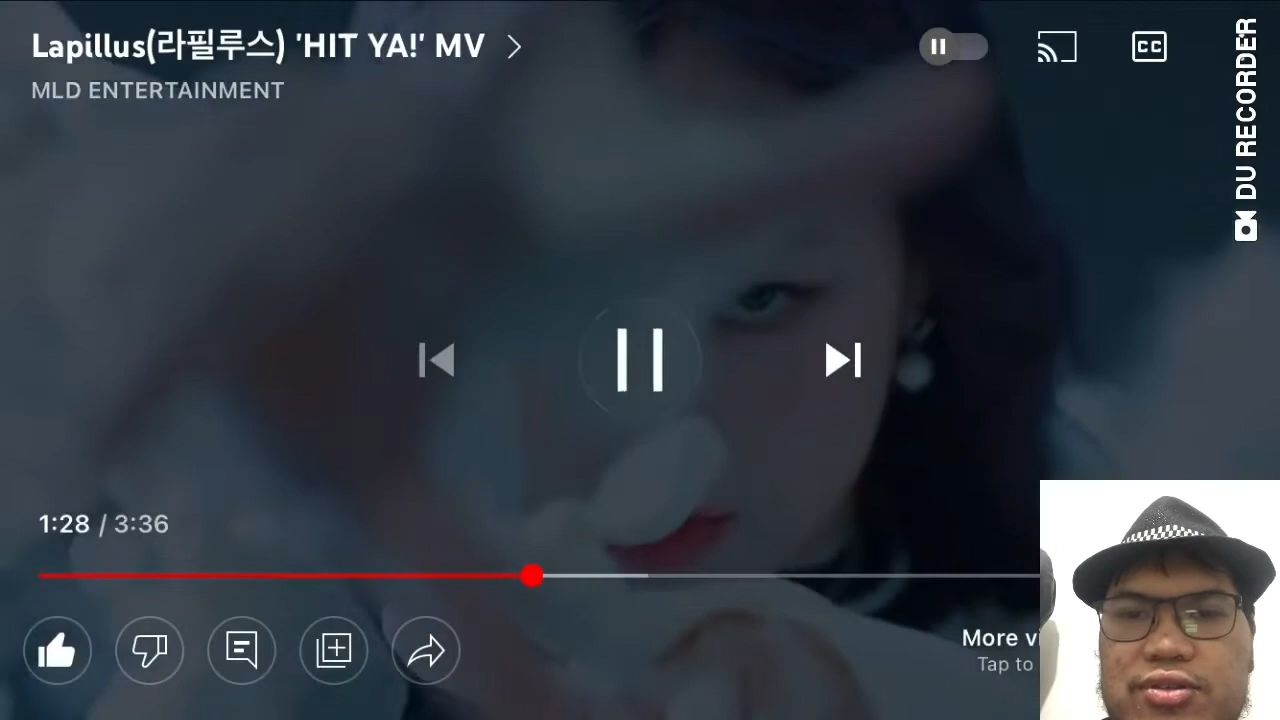 Lapillus(라필루스) 'HIT YA!' MV
MLD ENTERTAINMENT
CC
DU RECORDER
1:28 / 3:36
More
Tap to